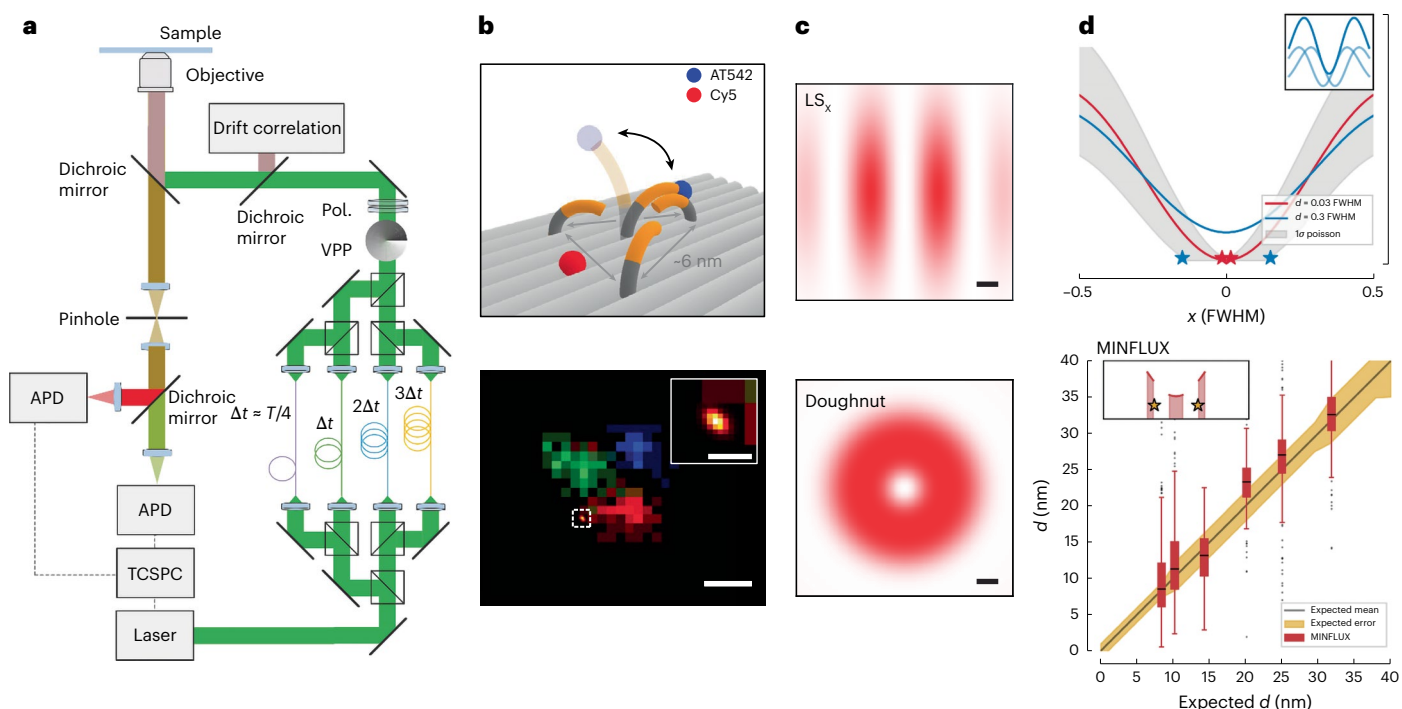 a
Sample
Objective
Drift correlation
Dichroic
mirror
Dichroic
mirror
Pol.
VPP
Pinhole
APD
Dichroic
mirror
Δt ≈ T/4
Δt
2Δt
3Δt
APD
TCSPC
Laser
b
AT542
Cy5
~6 nm
c
LSx
Doughnut
d
d = 0.03 FWHM
d = 0.3 FWHM
1σ poisson
−0.5 0 0.5
x (FWHM)
MINFLUX
40
35
30
25
20
15
10
5
0
d (nm)
Expected mean
Expected error
MINFLUX
0 5 10 15 20 25 30 35 40
Expected d (nm)